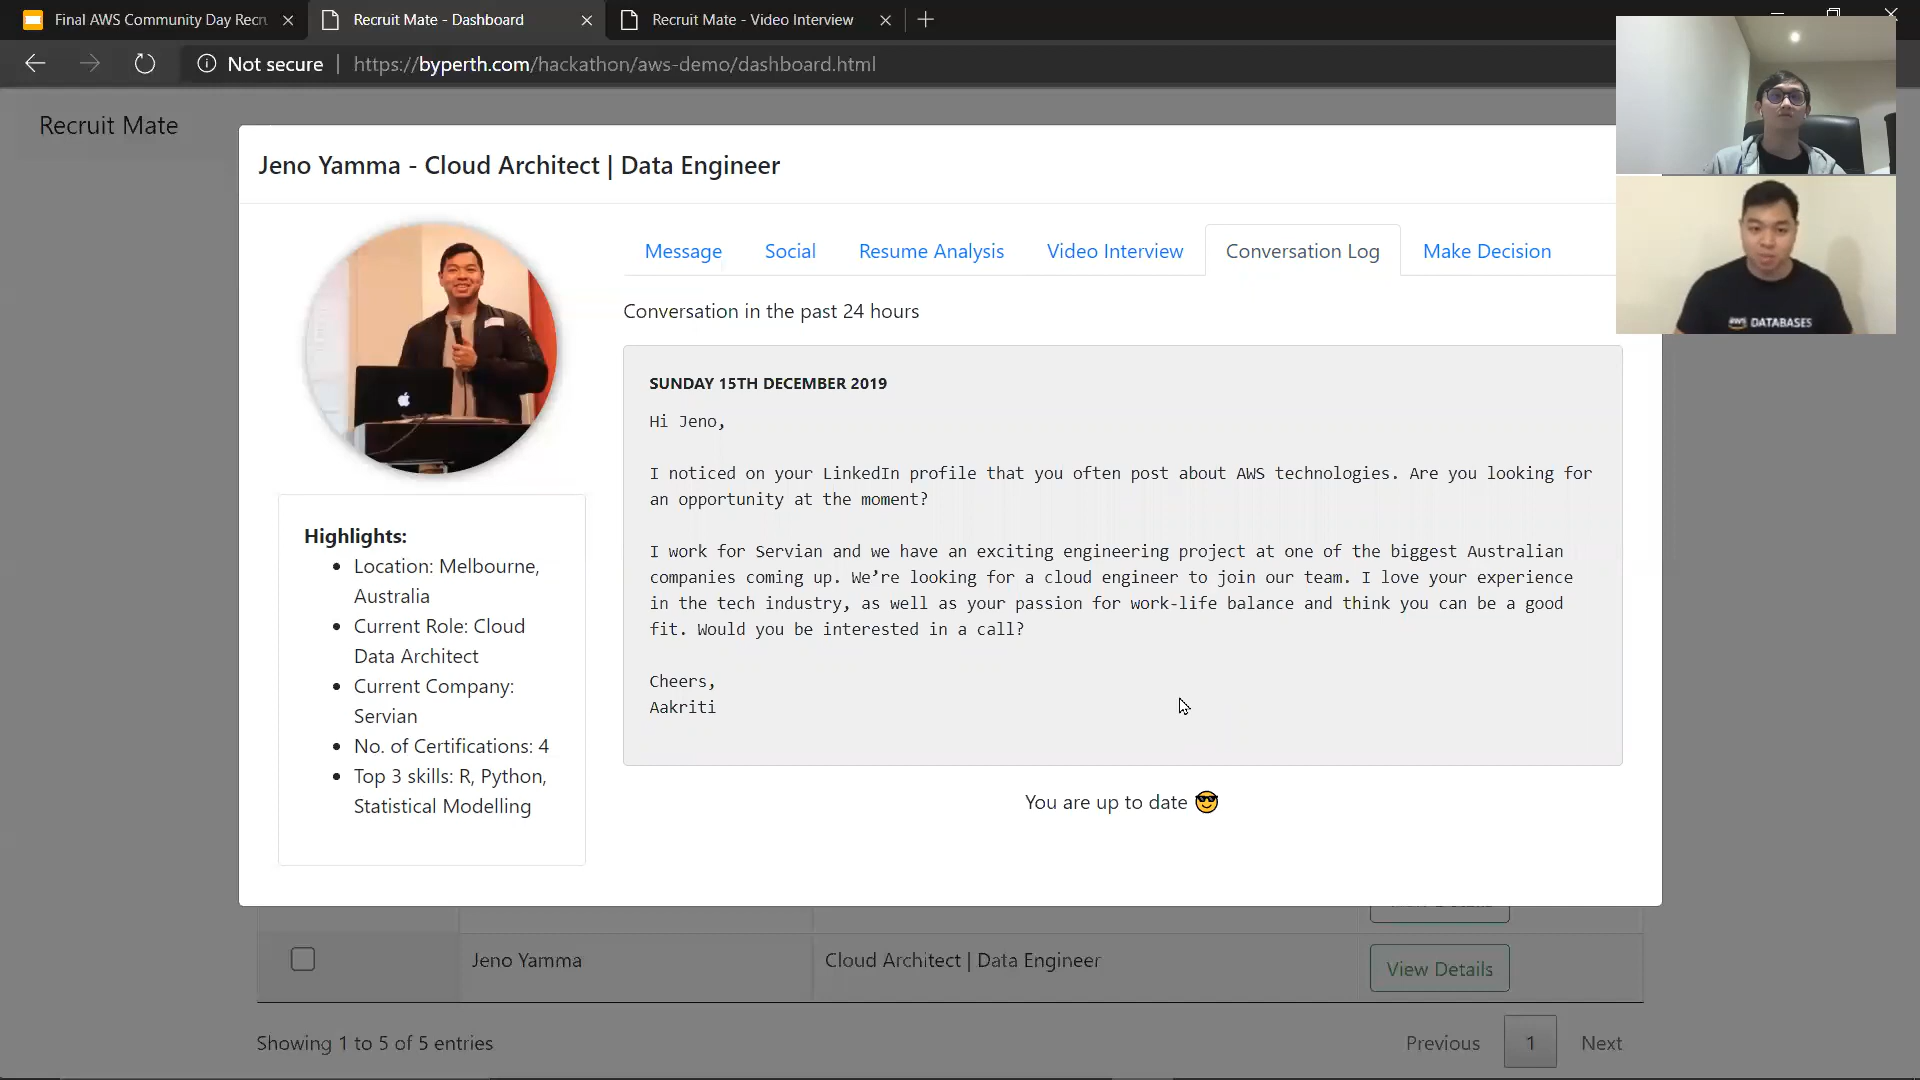 Final AWS Community Day Recru
Recruit Mate - Dashboard
Recruit Mate - Video Interview
Not secure | https://byperth.com/hackathon/aws-demo/dashboard.html
Recruit Mate
Jeno Yamma - Cloud Architect | Data Engineer
Message Social Resume Analysis Video Interview Conversation Log Make Decision
Conversation in the past 24 hours
SUNDAY 15TH DECEMBER 2019
Hi Jeno,
I noticed on your LinkedIn profile that you often post about AWS technologies. Are you looking for
an opportunity at the moment?
I work for Servian and we have an exciting engineering project at one of the biggest Australian
companies coming up. We’re looking for a cloud engineer to join our team. I love your experience
in the tech industry, as well as your passion for work-life balance and think you can be a good
fit. Would you be interested in a call?
Cheers,
Aakriti
You are up to date 😎
Highlights:
• Location: Melbourne,
Australia
• Current Role: Cloud
Data Architect
• Current Company:
Servian
• No. of Certifications: 4
• Top 3 skills: R, Python,
Statistical Modelling
aws DATABASES
Jeno Yamma Cloud Architect | Data Engineer View Details
Showing 1 to 5 of 5 entries
Previous 1 Next